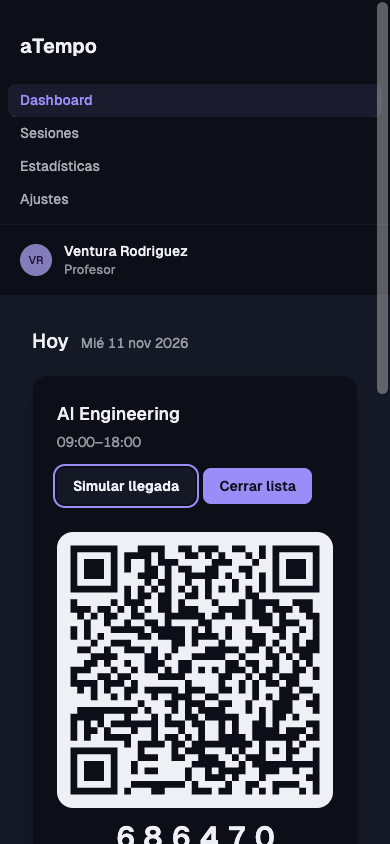 aTempo
Dashboard
Sesiones
Estadísticas
Ajustes
VR
Ventura Rodriguez
Profesor
Hoy Mié 11 nov 2026
AI Engineering
09:00–18:00
Simular llegada Cerrar lista
686470